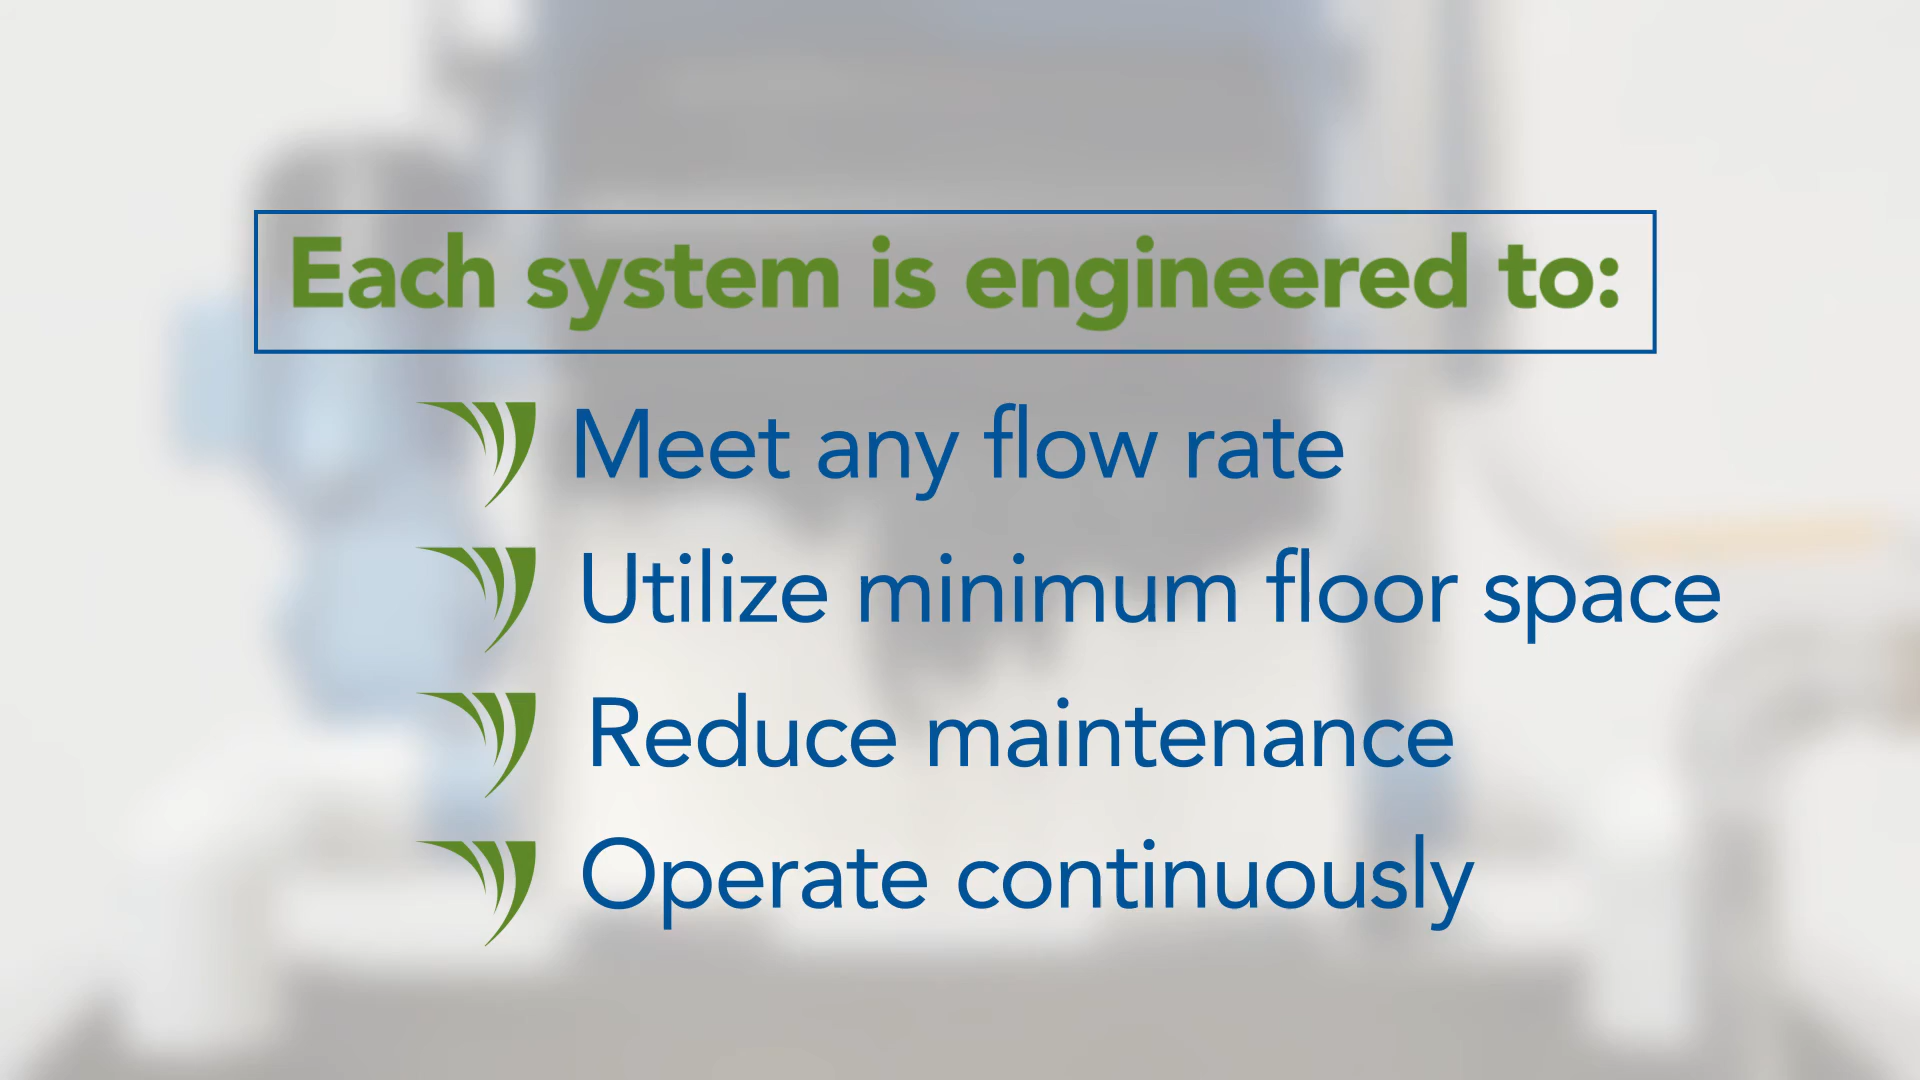 Each system is engineered to:
Meet any flow rate
Utilize minimum floor space
Reduce maintenance
Operate continuously